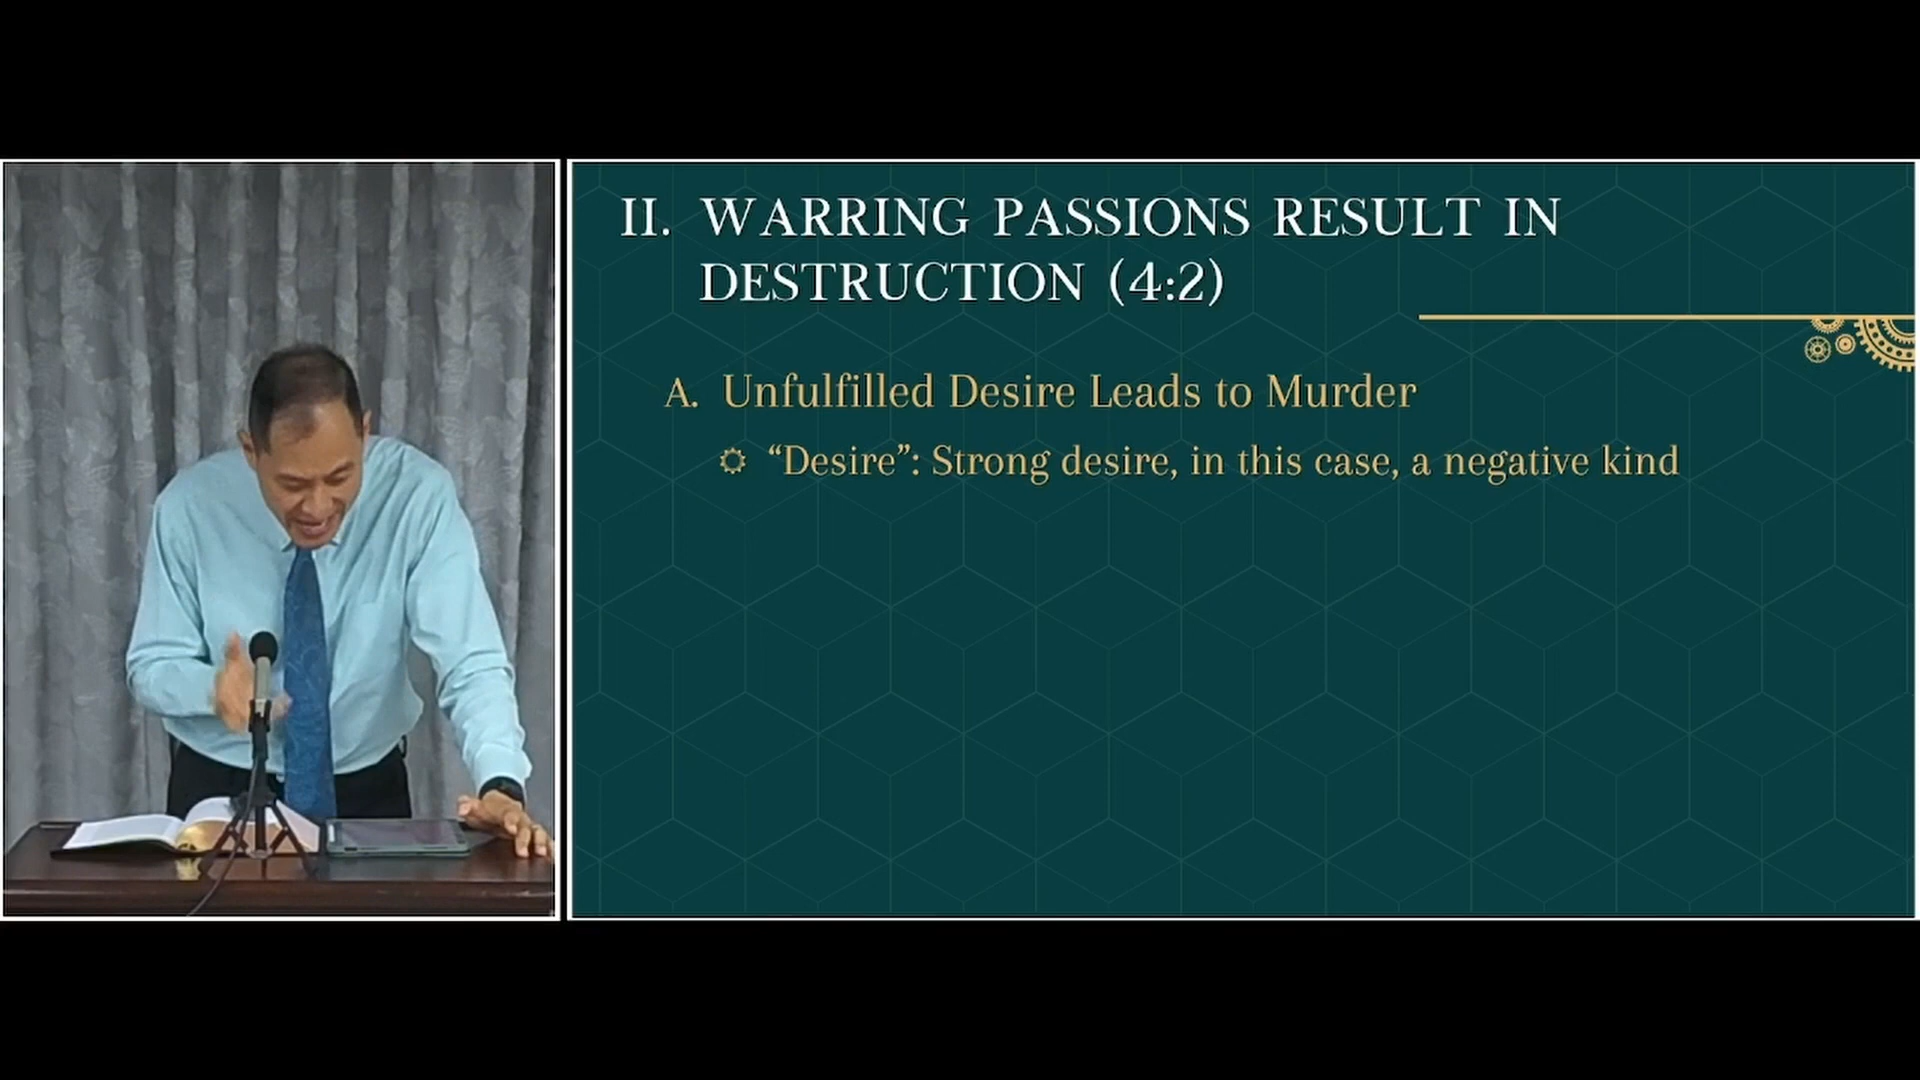 II. WARRING PASSIONS RESULT IN
DESTRUCTION (4:2)
A. Unfulfilled Desire Leads to Murder
“Desire”: Strong desire, in this case, a negative kind